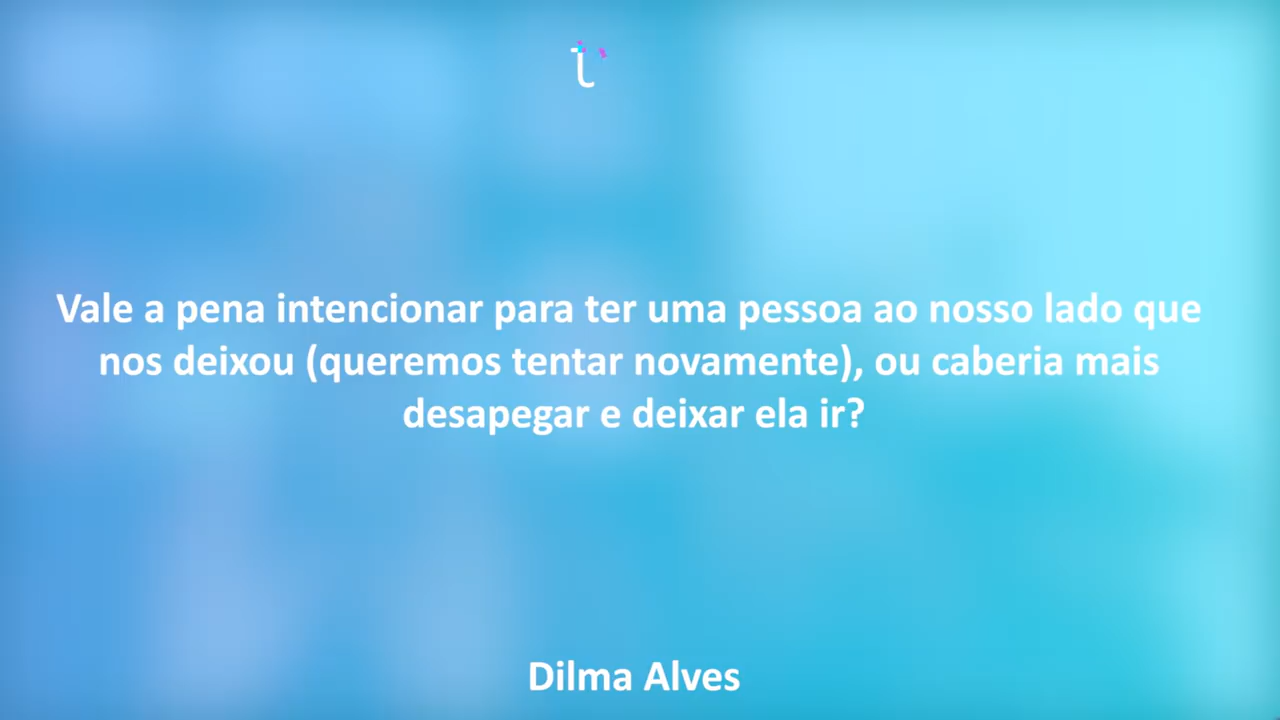 Vale a pena intencionar para ter uma pessoa ao nosso lado que
nos deixou (queremos tentar novamente), ou caberia mais
desapegar e deixar ela ir?
Dilma Alves